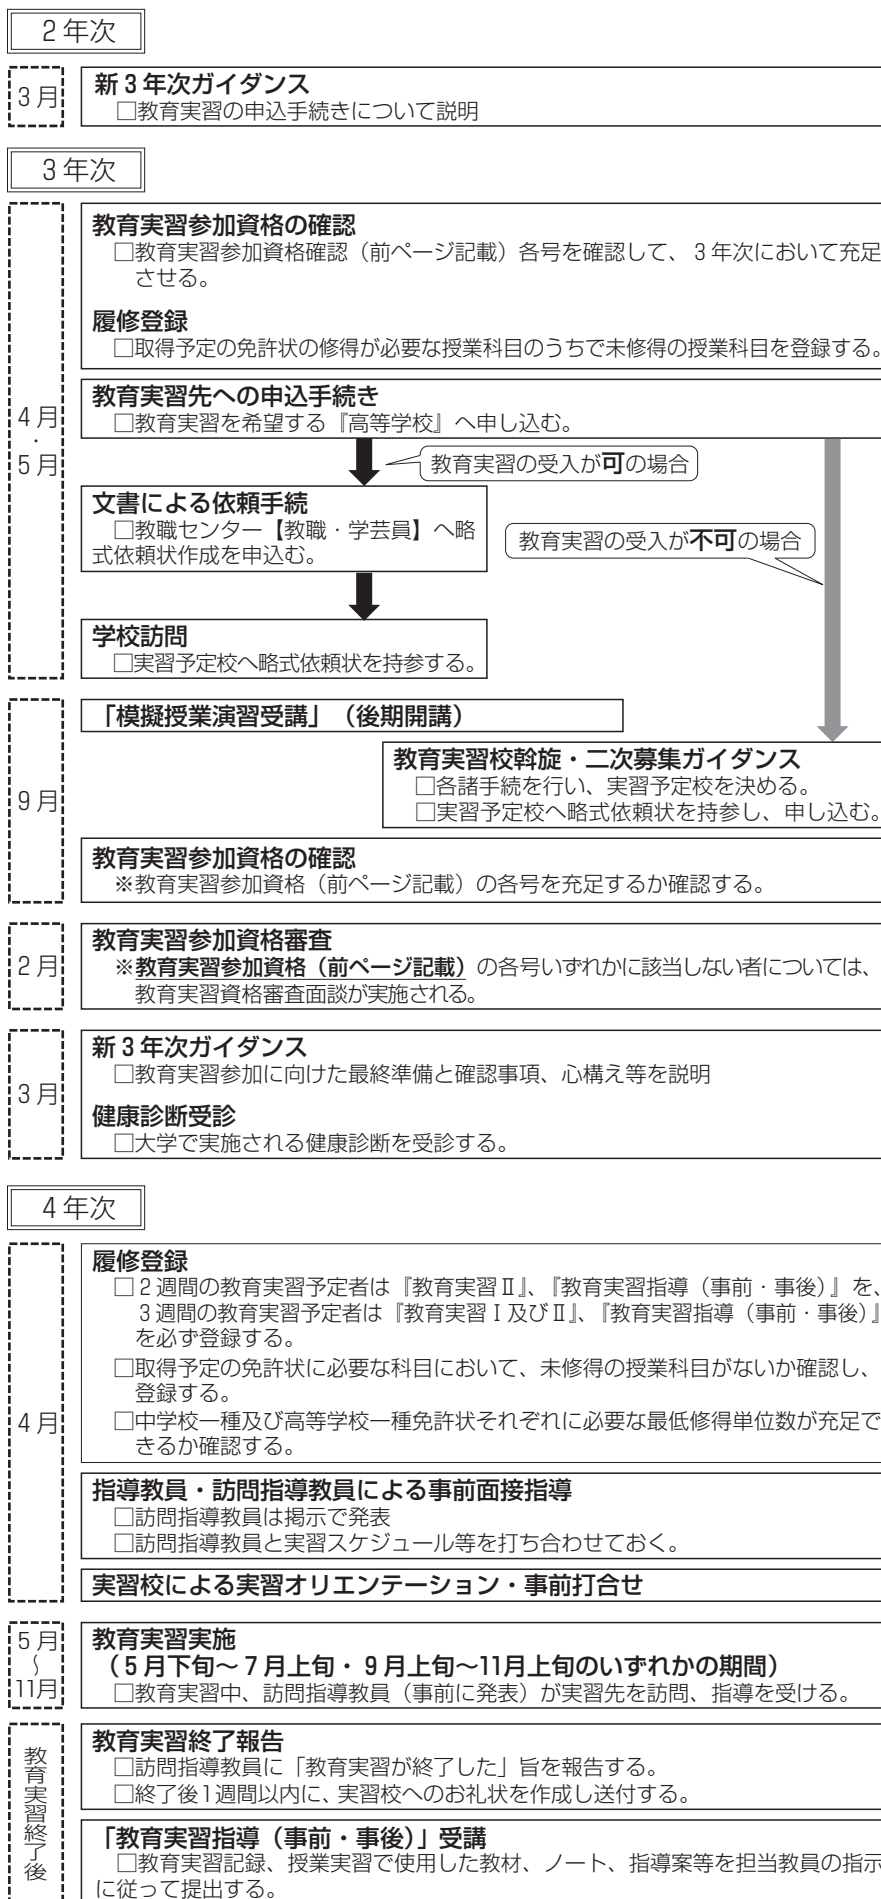 2年次
3月
新3年次ガイダンス
□教育実習の申込手続きについて説明
3年次
4月・5月
教育実習参加資格の確認
□教育実習参加資格確認（前ページ記載）各号を確認して、3年次において充足
させる。
履修登録
□取得予定の免許状の修得が必要な授業科目のうちで未修得の授業科目を登録する。
教育実習先への申込手続き
□教育実習を希望する『高等学校』へ申し込む。
教育実習の受入が可の場合
文書による依頼手続
□教職センター【教職・学芸員】へ略
式依頼状作成を申込む。
教育実習の受入が不可の場合
学校訪問
□実習予定校へ略式依頼状を持参する。
9月
「模擬授業演習受講」（後期開講）
教育実習校斡旋・二次募集ガイダンス
□各諸手続を行い、実習予定校を決める。
□実習予定校へ略式依頼状を持参し、申し込む。
教育実習参加資格の確認
※教育実習参加資格（前ページ記載）の各号を充足するか確認する。
2月
教育実習参加資格審査
※教育実習参加資格（前ページ記載）の各号いずれかに該当しない者については、
教育実習資格審査面談が実施される。
3月
新3年次ガイダンス
□教育実習参加に向けた最終準備と確認事項、心構え等を説明
健康診断受診
□大学で実施される健康診断を受診する。
4年次
4月
履修登録
□2週間の教育実習予定者は『教育実習Ⅱ』、『教育実習指導（事前・事後）』を、
3週間の教育実習予定者は『教育実習Ⅰ及びⅡ』、『教育実習指導（事前・事後）』
を必ず登録する。
□取得予定の免許状に必要な科目において、未修得の授業科目がないか確認し、
登録する。
□中学校一種及び高等学校一種免許状それぞれに必要な最低修得単位数が充足で
きるか確認する。
指導教員・訪問指導教員による事前面接指導
□訪問指導教員は掲示で発表
□訪問指導教員と実習スケジュール等を打ち合わせておく。
実習校による実習オリエンテーション・事前打合せ
5月〜11月
教育実習実施
（5月下旬〜7月上旬・9月上旬〜11月上旬のいずれかの期間）
□教育実習中、訪問指導教員（事前に発表）が実習先を訪問、指導を受ける。
教育実習終了後
教育実習終了報告
□訪問指導教員に「教育実習が終了した」旨を報告する。
□終了後1週間以内に、実習校へのお礼状を作成し送付する。
「教育実習指導（事前・事後）」受講
□教育実習記録、授業実習で使用した教材、ノート、指導案等を担当教員の指示
に従って提出する。